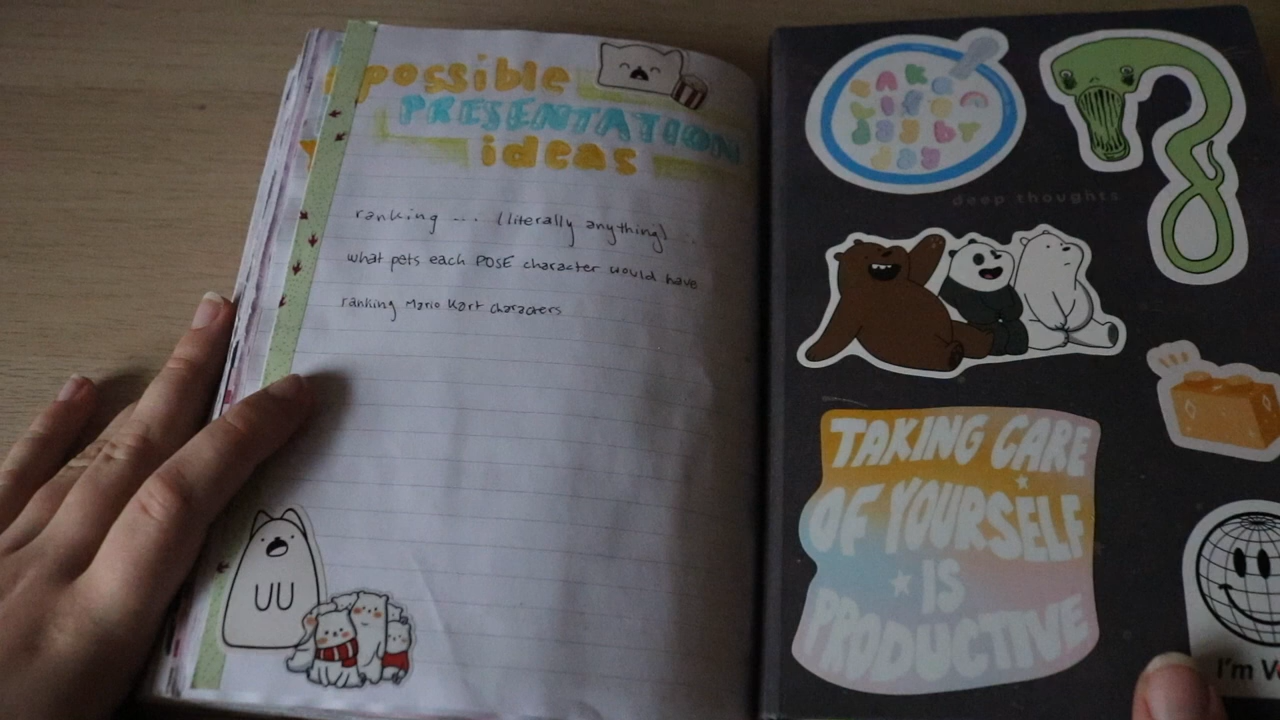 possible
PRESENTATION
ideas
ranking ... (literally anything)
what pets each POSE character would have
ranking Mario Kart characters
deep thoughts
TAKING CARE
OF YOURSELF
IS
PRODUCTIVE
I'm